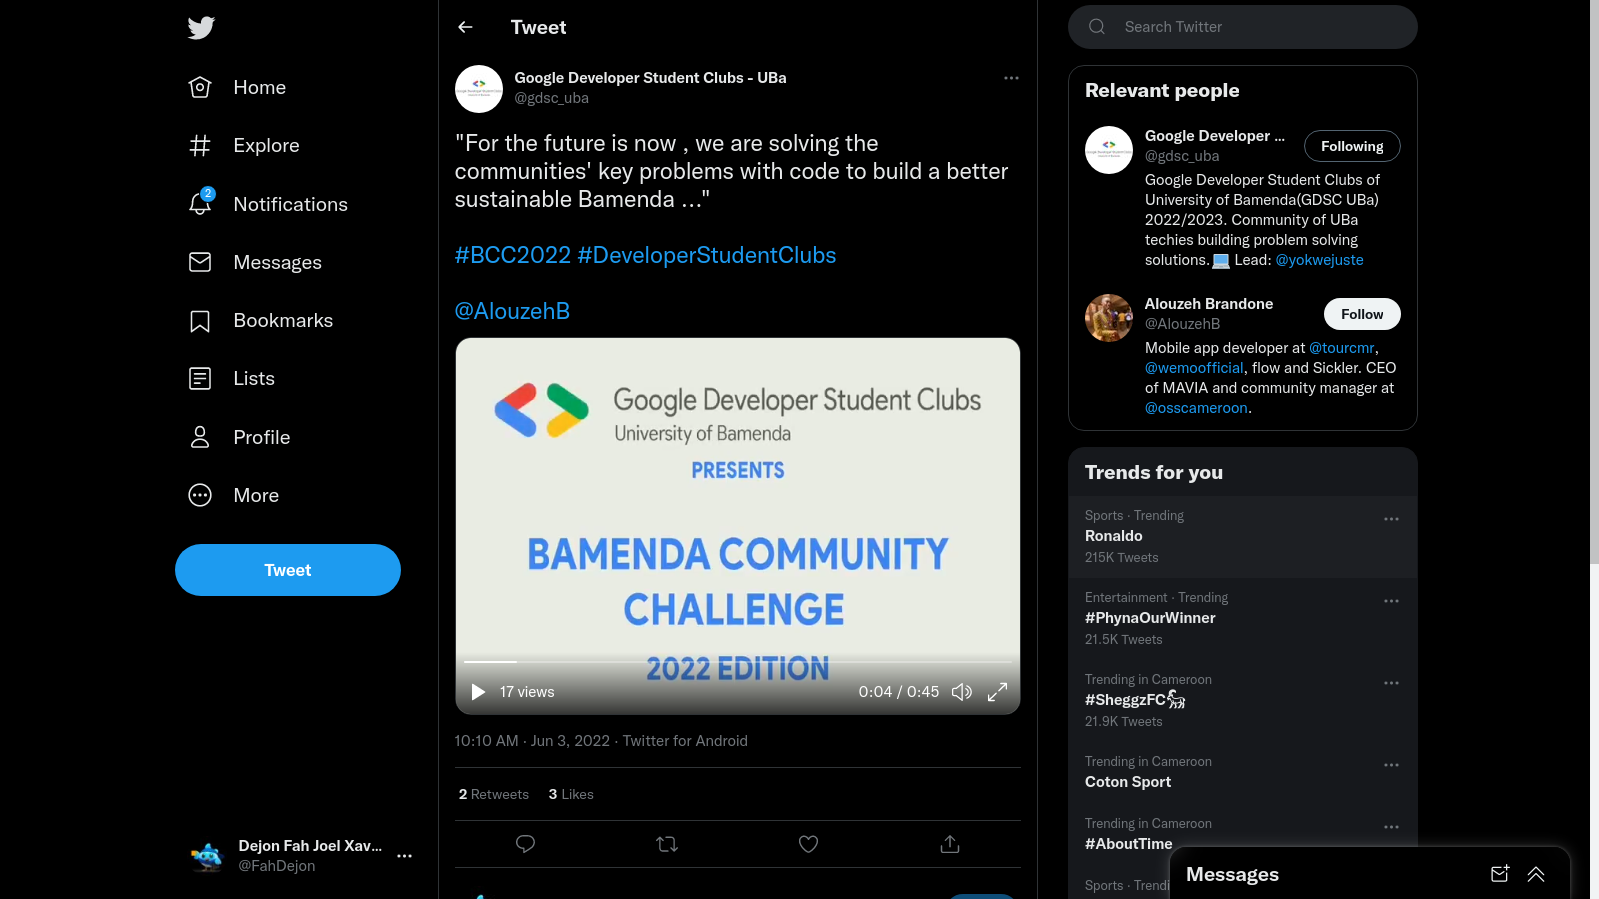 Home
Explore
2
Notifications
Messages
Bookmarks
Lists
Profile
More
Tweet
Dejon Fah Joel Xav...
@FahDejon
Tweet
Google Developer Student Clubs - UBa
@gdsc_uba
"For the future is now , we are solving the
communities' key problems with code to build a better
sustainable Bamenda ..."
#BCC2022 #DeveloperStudentClubs
@AlouzehB
Google Developer Student Clubs
University of Bamenda
PRESENTS
BAMENDA COMMUNITY
CHALLENGE
2022 EDITION
17 views
0:04 / 0:45
10:10 AM · Jun 3, 2022 · Twitter for Android
2 Retweets 3 Likes
Search Twitter
Relevant people
Google Developer ...
@gdsc_uba
Following
Google Developer Student Clubs of
University of Bamenda(GDSC UBa)
2022/2023. Community of UBa
techies building problem solving
solutions.💻 Lead: @yokwejuste
Alouzeh Brandone
@AlouzehB
Follow
Mobile app developer at @tourcmr,
@wemoofficial, flow and Sickler. CEO
of MAVIA and community manager at
@osscameroon.
Trends for you
Sports · Trending
Ronaldo
215K Tweets
Entertainment · Trending
#PhynaOurWinner
21.5K Tweets
Trending in Cameroon
#SheggzFC
21.9K Tweets
Trending in Cameroon
Coton Sport
Trending in Cameroon
#AboutTime
Sports · Trendi
Messages